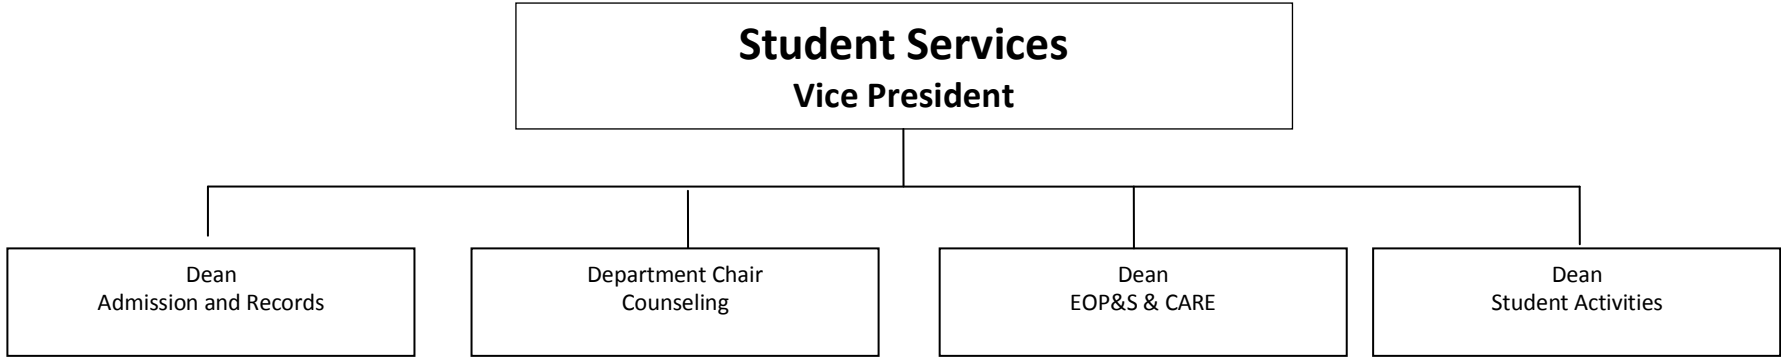 Student Services
Vice President
Dean
Admission and Records
Department Chair
Counseling
Dean
EOP&S & CARE
Dean
Student Activities